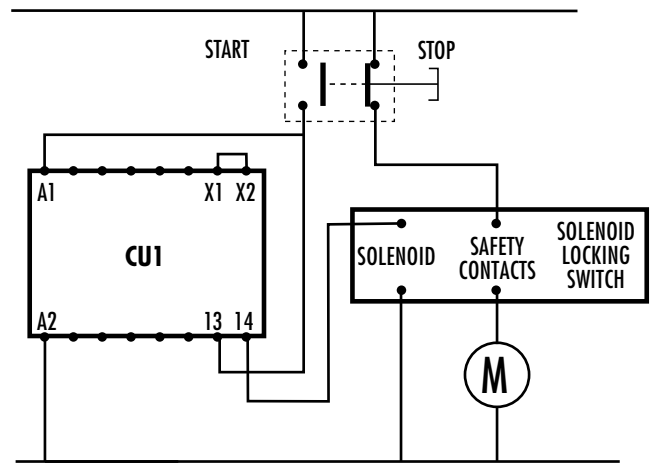 START
STOP
A1
X1 X2
CU1
A2
13 14
SOLENOID
SAFETY
CONTACTS
SOLENOID
LOCKING
SWITCH
M